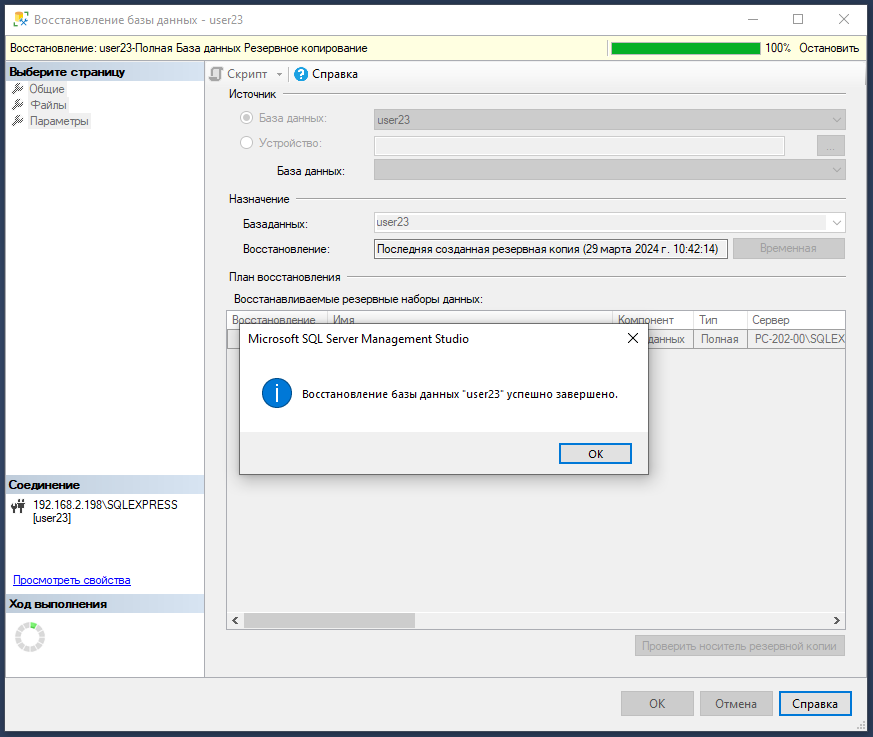 Восстановление базы данных - user23
Восстановление: user23-Полная База данных Резервное копирование
100%
Остановить
Выберите страницу
Общие
Файлы
Параметры
Скрипт
Справка
Источник
База данных:
user23
Устройство:
...
База данных:
Назначение
Базаданных:
user23
Восстановление:
Последняя созданная резервная копия (29 марта 2024 г. 10:42:14)
Временная
План восстановления
Восстанавливаемые резервные наборы данных:
Восстановление Имя Компонент Тип Сервер
данных Полная PC-202-00\SQLEX
Microsoft SQL Server Management Studio
Восстановление базы данных "user23" успешно завершено.
OK
Соединение
192.168.2.198\SQLEXPRESS
[user23]
Просмотреть свойства
Ход выполнения
Проверить носитель резервной копии
OK
Отмена
Справка